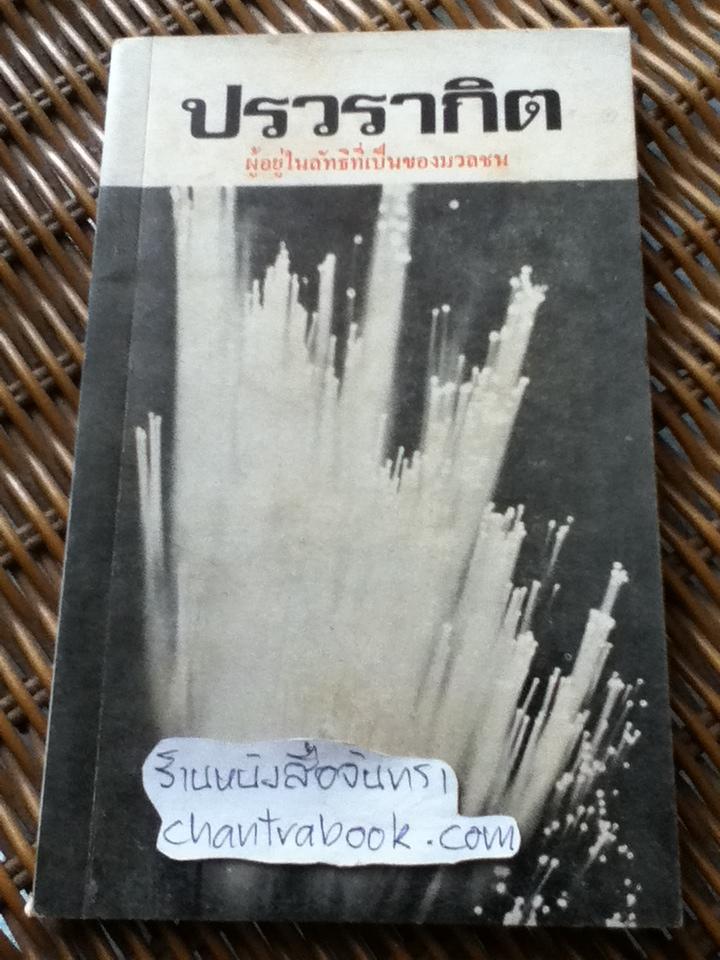 ปรวรากิต
ผู้อยู่ในลัทธิที่เป็นของมวลชน
ร้านหนังสือจันทรา
chantrabook.com